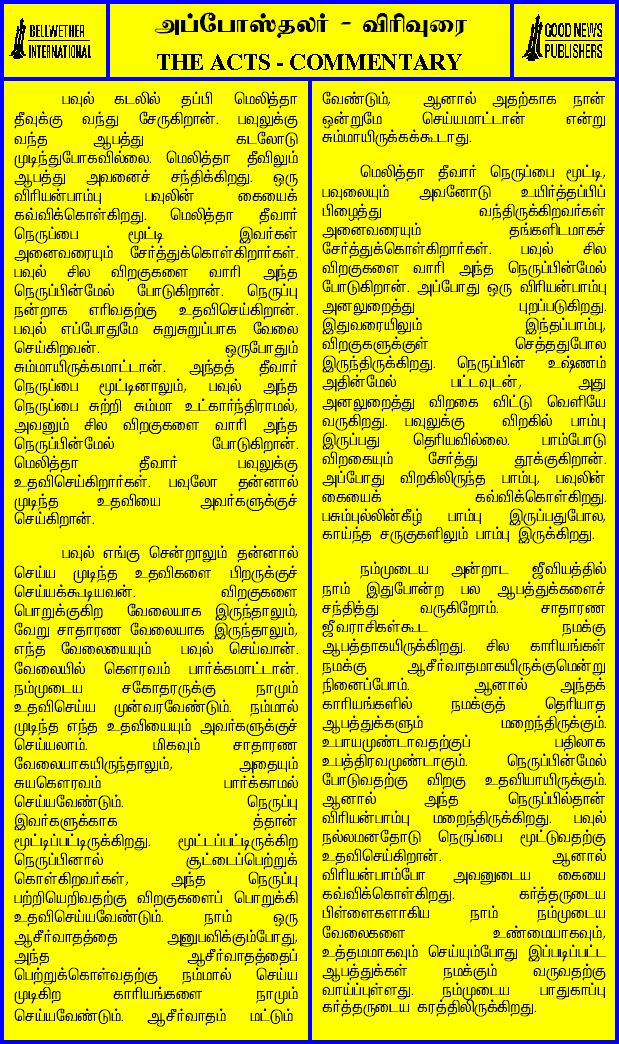 BELLWETHER
INTERNATIONAL
அப்போஸ்தலர் - விரிவுரை
THE ACTS - COMMENTARY
GOOD NEWS
PUBLISHERS
பவுல் கடலில் தப்பி மெலித்தா
தீவுக்கு வந்து சேருகிறான். பவுலுக்கு
வந்த ஆபத்து கடலோடு
முடிந்துபோகவில்லை. மெலித்தா தீவிலும்
ஆபத்து அவனைச் சந்திக்கிறது. ஒரு
விரியன்பாம்பு பவுலின் கையைக்
கவ்விக்கொள்கிறது. மெலித்தா தீவார்
நெருப்பை மூட்டி இவர்கள்
அனைவரையும் சேர்த்துக்கொள்கிறார்கள்.
பவுல் சில விறகுகளை வாரி அந்த
நெருப்பின்மேல் போடுகிறான். நெருப்பு
நன்றாக எரிவதற்கு உதவிசெய்கிறான்.
பவுல் எப்போதுமே சுறுசுறுப்பாக வேலை
செய்கிறவன். ஒருபோதும்
சும்மாயிருக்கமாட்டான். அந்தத் தீவார்
நெருப்பை மூட்டினாலும், பவுல் அந்த
நெருப்பை சுற்றி சும்மா உட்கார்ந்திராமல்,
அவனும் சில விறகுகளை வாரி அந்த
நெருப்பின்மேல் போடுகிறான்.
மெலித்தா தீவார் பவுலுக்கு
உதவிசெய்கிறார்கள். பவுலோ தன்னால்
முடிந்த உதவியை அவர்களுக்குச்
செய்கிறான்.
பவுல் எங்கு சென்றாலும் தன்னால்
செய்ய முடிந்த உதவிகளை பிறருக்குச்
செய்யக்கூடியவன். விறகுகளை
பொறுக்குகிற வேலையாக இருந்தாலும்,
வேறு சாதாரண வேலையாக இருந்தாலும்,
எந்த வேலையையும் பவுல் செய்வான்.
வேலையில் கௌரவம் பார்க்கமாட்டான்.
நம்முடைய சகோதரருக்கு நாமும்
உதவிசெய்ய முன்வரவேண்டும். நம்மால்
முடிந்த எந்த உதவியையும் அவர்களுக்குச்
செய்யலாம். மிகவும் சாதாரண
வேலையாகயிருந்தாலும், அதையும்
சுயகௌரவம் பார்க்காமல்
செய்யவேண்டும். நெருப்பு
இவர்களுக்காக த்தான்
மூட்டிப்பட்டிருக்கிறது. மூட்டப்பட்டிருக்கிற
நெருப்பினால் சூட்டைப்பெற்றுக்
கொள்கிறவர்கள், அந்த நெருப்பு
பற்றியெறிவதற்கு விறகுகளைப் பொறுக்கி
உதவிசெய்யவேண்டும். நாம் ஒரு
ஆசீர்வாதத்தை அனுபவிக்கும்போது,
அந்த ஆசீர்வாதத்தைப்
பெற்றுக்கொள்வதற்கு நம்மால் செய்ய
முடிகிற காரியங்களை நாமும்
செய்யவேண்டும். ஆசீர்வாதம் மட்டும்
வேண்டும், ஆனால் அதற்காக நான்
ஒன்றுமே செய்யமாட்டான் என்று
சும்மாயிருக்கக்கூடாது.
மெலித்தா தீவார் நெருப்பை மூட்டி,
பவுலையும் அவனோடு உயிர்த்தப்பிப்
பிழைத்து வந்திருக்கிறவர்கள்
அனைவரையும் தங்களிடமாகச்
சேர்த்துக்கொள்கிறார்கள். பவுல் சில
விறகுகளை வாரி அந்த நெருப்பின்மேல்
போடுகிறான். அப்போது ஒரு விரியன்பாம்பு
அனலுறைத்து புறப்படுகிறது.
இதுவரையிலும் இந்தப்பாம்பு,
விறகுகளுக்குள் செத்ததுபோல
இருந்திருக்கிறது. நெருப்பின் உஷ்ணம்
அதின்மேல் பட்டவுடன், அது
அனலுறைத்து விறகை விட்டு வெளியே
வருகிறது. பவுலுக்கு விறகில் பாம்பு
இருப்பது தெரியவில்லை. பாம்போடு
விறகையும் சேர்த்து தூக்குகிறான்.
அப்போது விறகிலிருந்த பாம்பு, பவுலின்
கையைக் கவ்விக்கொள்கிறது.
பசும்புல்லின்கீழ் பாம்பு இருப்பதுபோல,
காய்ந்த சருகுகளிலும் பாம்பு இருக்கிறது.
நம்முடைய அன்றாட ஜீவியத்தில்
நாம் இதுபோன்ற பல ஆபத்துக்களைச்
சந்தித்து வருகிறோம். சாதாரண
ஜீவராசிகள்கூட நமக்கு
ஆபத்தாகயிருக்கிறது. சில காரியங்கள்
நமக்கு ஆசீர்வாதமாகயிருக்குமென்று
நினைப்போம். ஆனால் அந்தக்
காரியங்களில் நமக்குத் தெரியாத
ஆபத்துக்களும் மறைந்திருக்கும்.
உபாயமுண்டாவதற்குப் பதிலாக
உபத்திரவமுண்டாகும். நெருப்பின்மேல்
போடுவதற்கு விறகு உதவியாயிருக்கும்.
ஆனால் அந்த நெருப்பில்தான்
விரியன்பாம்பு மறைந்திருக்கிறது. பவுல்
நல்லமனதோடு நெருப்பை மூட்டுவதற்கு
உதவிசெய்கிறான். ஆனால்
விரியன்பாம்போ அவனுடைய கையை
கவ்விக்கொள்கிறது. கர்த்தருடைய
பிள்ளைகளாகிய நாம் நம்முடைய
வேலைகளை உண்மையாகவும்,
உத்தமமாகவும் செய்யும்போது இப்படிப்பட்ட
ஆபத்துக்கள் நமக்கும் வருவதற்கு
வாய்ப்புள்ளது. நம்முடைய பாதுகாப்பு
கர்த்தருடைய கரத்திலிருக்கிறது.